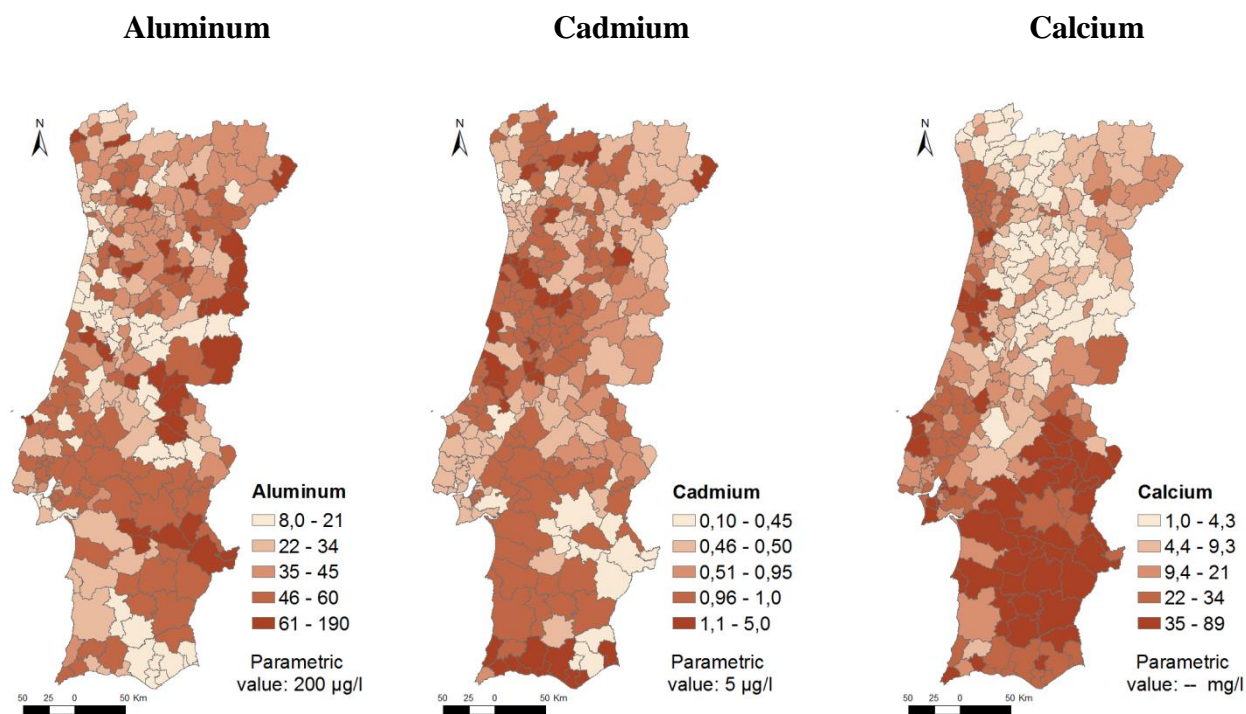 Aluminum
Cadmium
Calcium
N
N
N
Aluminum
8,0 - 21
22 - 34
35 - 45
46 - 60
61 - 190
Parametric
value: 200 µg/l
50 25 0 50 Km
Cadmium
0,10 - 0,45
0,46 - 0,50
0,51 - 0,95
0,96 - 1,0
1,1 - 5,0
Parametric
value: 5 µg/l
50 25 0 50 Km
Calcium
1,0 - 4,3
4,4 - 9,3
9,4 - 21
22 - 34
35 - 89
Parametric
value: -- mg/l
50 25 0 50 Km